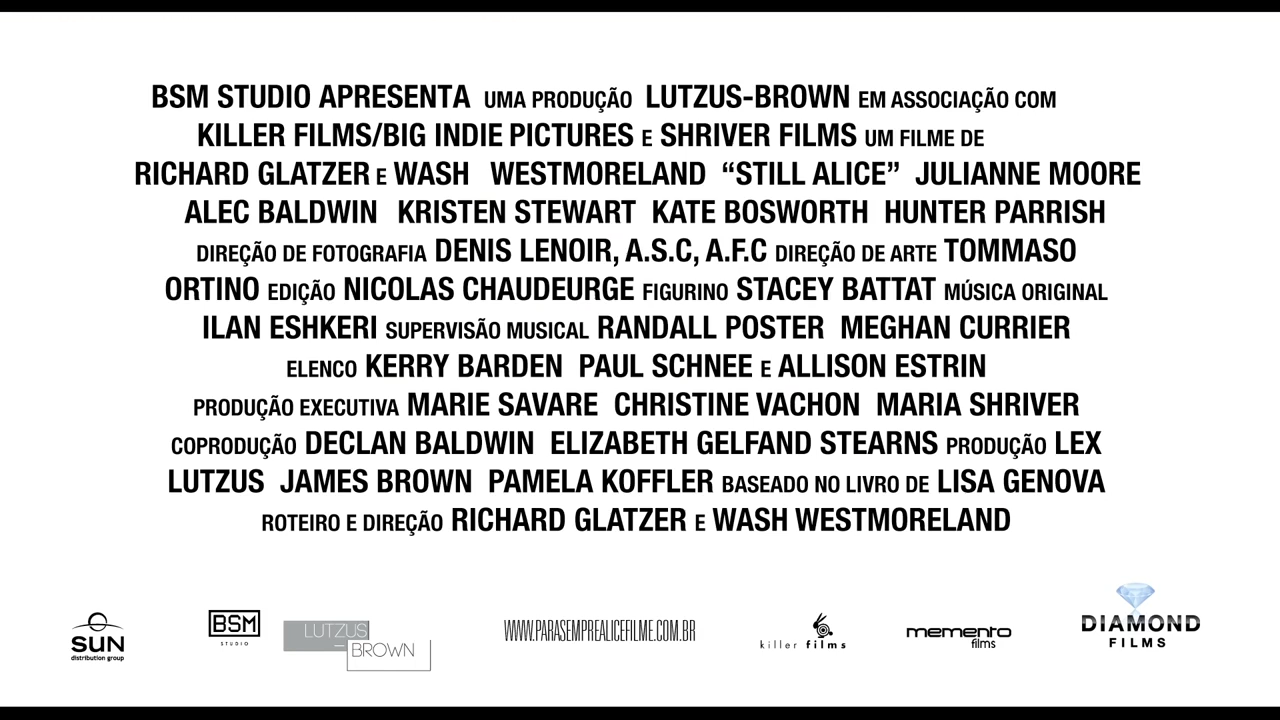 BSM STUDIO APRESENTA UMA PRODUÇÃO LUTZUS-BROWN EM ASSOCIAÇÃO COM
KILLER FILMS/BIG INDIE PICTURES E SHRIVER FILMS UM FILME DE
RICHARD GLATZER E WASH WESTMORELAND “STILL ALICE” JULIANNE MOORE
ALEC BALDWIN KRISTEN STEWART KATE BOSWORTH HUNTER PARRISH
DIREÇÃO DE FOTOGRAFIA DENIS LENOIR, A.S.C, A.F.C DIREÇÃO DE ARTE TOMMASO
ORTINO EDIÇÃO NICOLAS CHAUDEURGE FIGURINO STACEY BATTAT MÚSICA ORIGINAL
ILAN ESHKERI SUPERVISÃO MUSICAL RANDALL POSTER MEGHAN CURRIER
ELENCO KERRY BARDEN PAUL SCHNEE E ALLISON ESTRIN
PRODUÇÃO EXECUTIVA MARIE SAVARE CHRISTINE VACHON MARIA SHRIVER
COPRODUÇÃO DECLAN BALDWIN ELIZABETH GELFAND STEARNS PRODUÇÃO LEX
LUTZUS JAMES BROWN PAMELA KOFFLER BASEADO NO LIVRO DE LISA GENOVA
ROTEIRO E DIREÇÃO RICHARD GLATZER E WASH WESTMORELAND
SUN
distribution group
BSM
STUDIO
LUTZUS
BROWN
WWW.PARASEMPREALICEFILME.COM.BR
killer films
memento
films
DIAMOND
FILMS